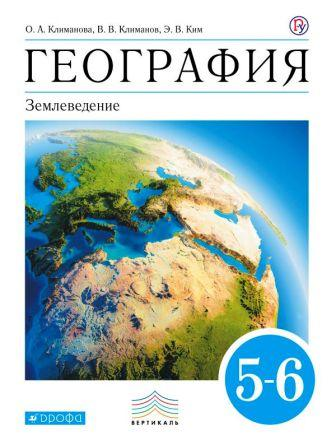 О. А. Климанова, В. В. Климанов, Э. В. Ким
ГЕОГРАФИЯ
Землеведение
5-6
дрофа
ВЕРТИКАЛЬ